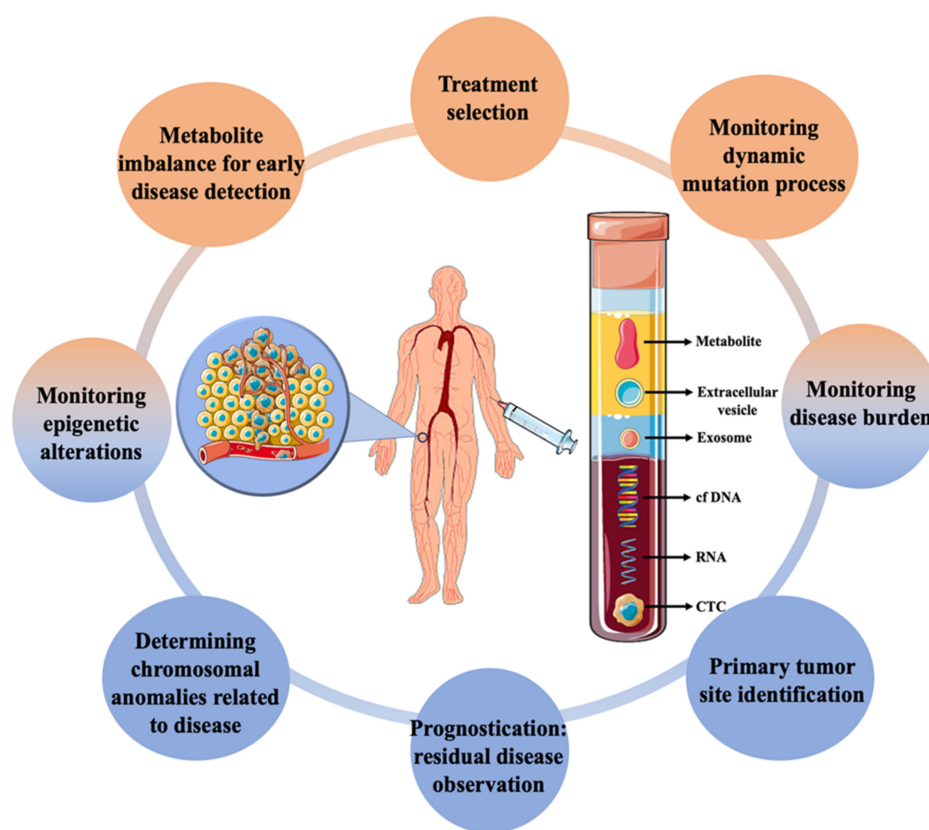 Treatment
selection
Monitoring
dynamic
mutation process
Metabolite
imbalance for early
disease detection
Metabolite
Extracellular
vesicle
Exosome
cf DNA
RNA
CTC
Monitoring
disease burden
Monitoring
epigenetic
alterations
Primary tumor
site identification
Determining
chromosomal
anomalies related
to disease
Prognostication:
residual disease
observation